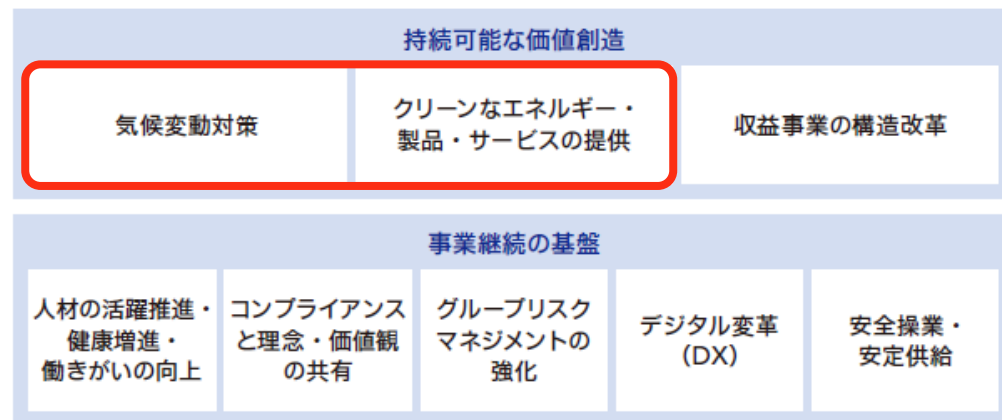 持続可能な価値創造
気候変動対策
クリーンなエネルギー・
製品・サービスの提供
収益事業の構造改革
事業継続の基盤
人材の活躍推進・
健康増進・
働きがいの向上
コンプライアンス
と理念・価値観
の共有
グループリスク
マネジメントの
強化
デジタル変革
（DX）
安全操業・
安定供給